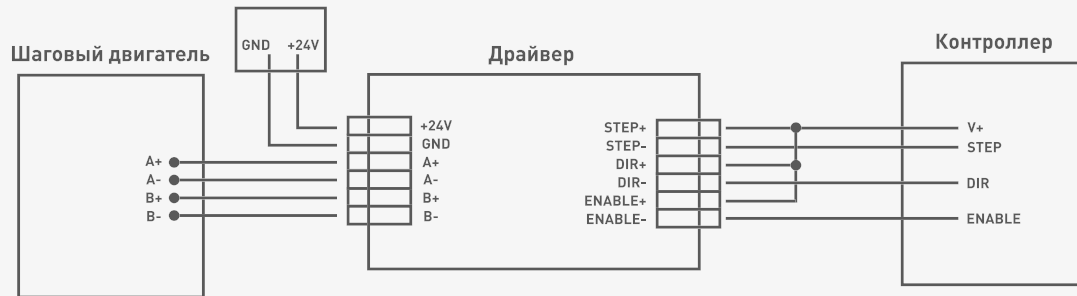 GND +24V
Шаговый двигатель
Драйвер
Контроллер
A+
A-
B+
B-
+24V
GND
A+
A-
B+
B-
STEP+
STEP-
DIR+
DIR-
ENABLE+
ENABLE-
V+
STEP
DIR
ENABLE